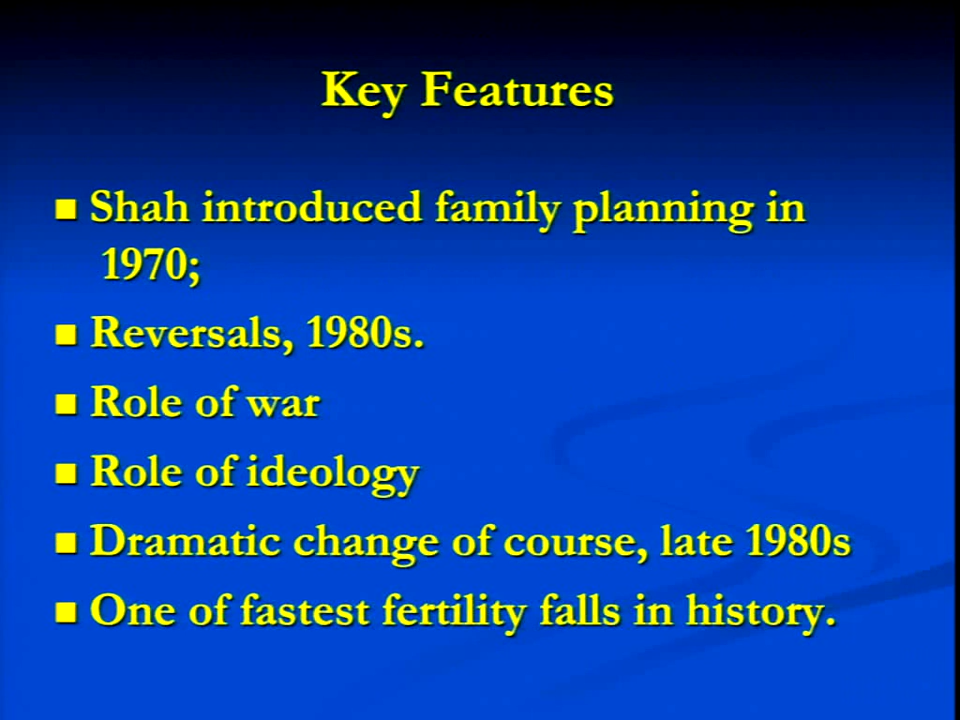 Key Features
■ Shah introduced family planning in
1970;
■ Reversals, 1980s.
■ Role of war
■ Role of ideology
■ Dramatic change of course, late 1980s
■ One of fastest fertility falls in history.